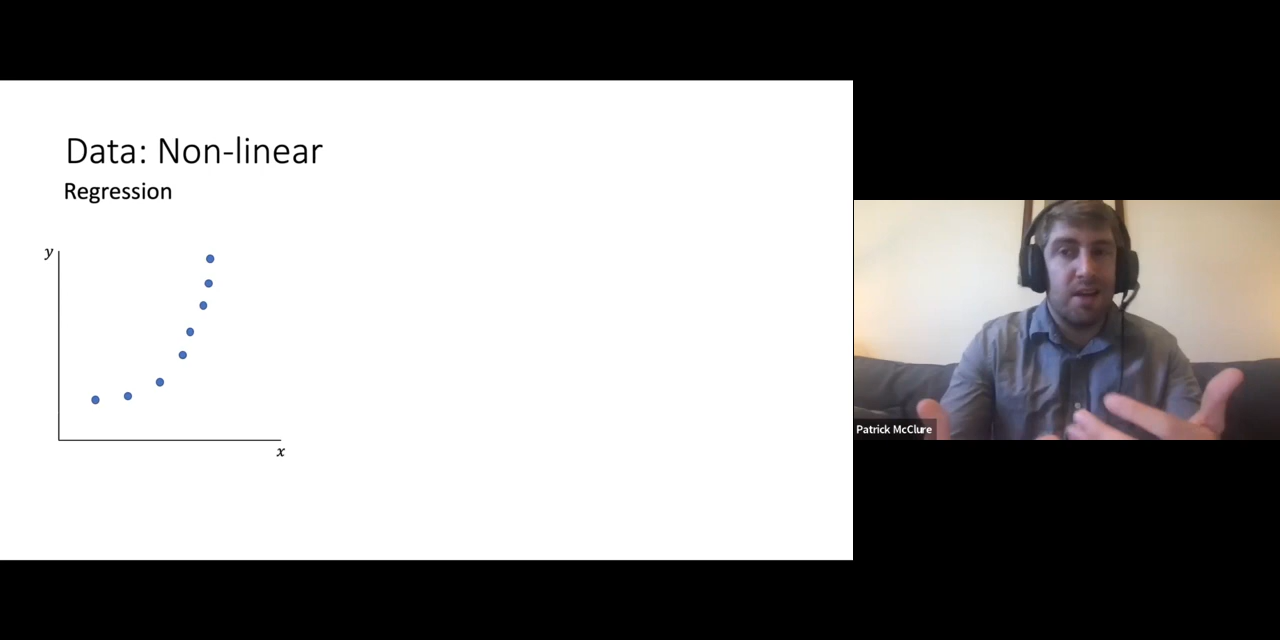 Data: Non-linear
Regression
y
x
Patrick McClure